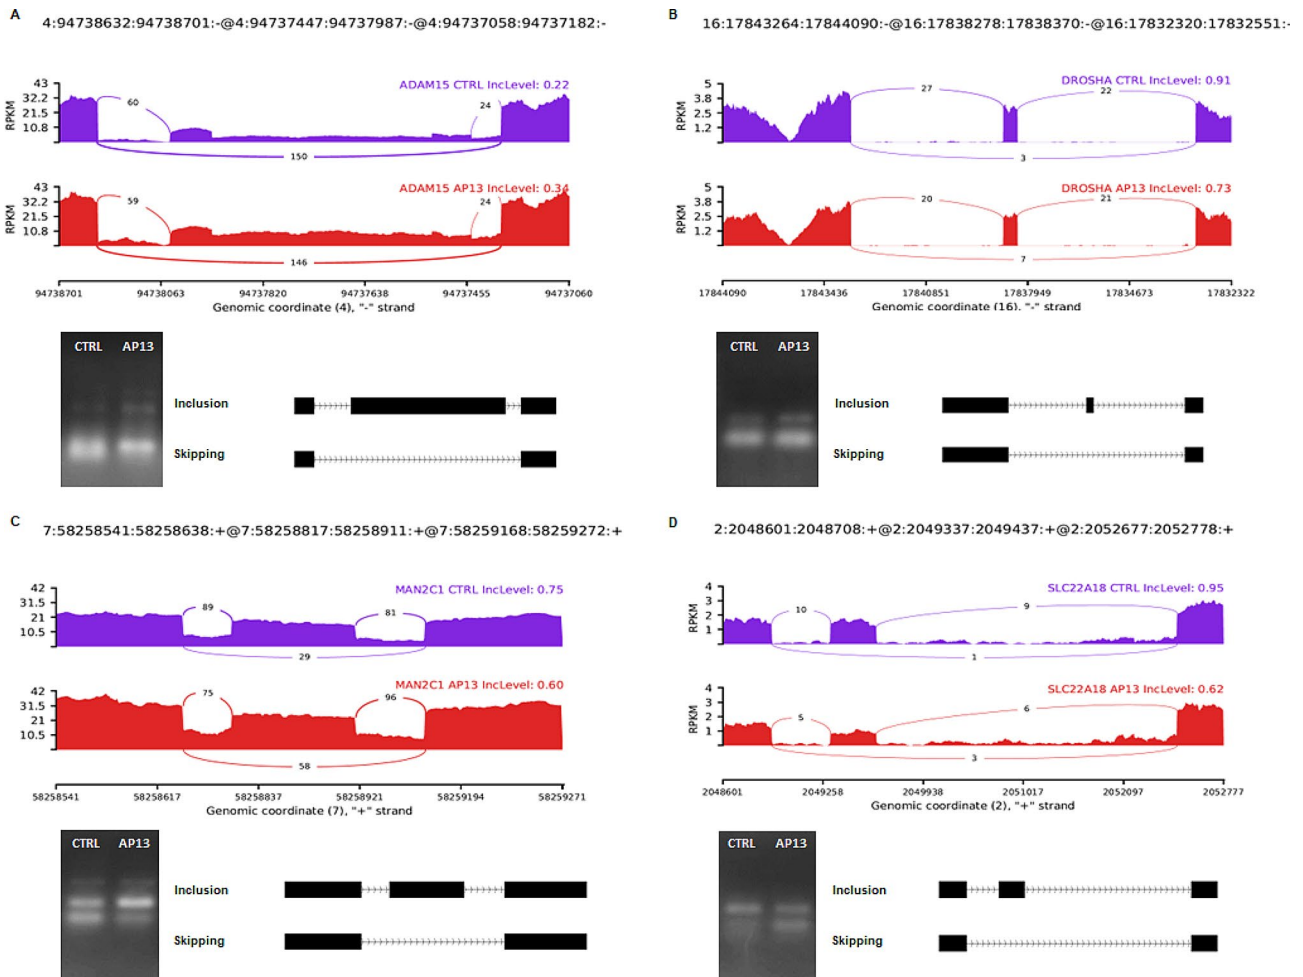 A
4:94738632:94738701:-@4:94737447:94737987:-@4:94737058:94737182:-
ADAM15 CTRL IncLevel: 0.22
43
32.2
21.5
10.8
RPKM
60
24
150
ADAM15 AP13 IncLevel: 0.34
43
32.2
21.5
10.8
RPKM
59
24
146
94738701 94738063 94737820 94737638 94737455 94737060
Genomic coordinate (4), "-" strand
CTRL AP13
Inclusion
Skipping
B
16:17843264:17844090:-@16:17838278:17838370:-@16:17832320:17832551:-
DROSHA CTRL IncLevel: 0.91
5
3.8
2.5
1.2
RPKM
27
22
3
DROSHA AP13 IncLevel: 0.73
5
3.8
2.5
1.2
RPKM
20
21
7
17844090 17843436 17840851 17837949 17834673 17832322
Genomic coordinate (16), "-" strand
CTRL AP13
Inclusion
Skipping
C
7:58258541:58258638:+@7:58258817:58258911:+@7:58259168:58259272:+
MAN2C1 CTRL IncLevel: 0.75
42
31.5
21
10.5
RPKM
89
81
29
MAN2C1 AP13 IncLevel: 0.60
42
31.5
21
10.5
RPKM
75
96
58
58258541 58258617 58258837 58258921 58259194 58259271
Genomic coordinate (7), "+" strand
CTRL AP13
Inclusion
Skipping
D
2:2048601:2048708:+@2:2049337:2049437:+@2:2052677:2052778:+
SLC22A18 CTRL IncLevel: 0.95
4
3
2
1
RPKM
10
9
1
SLC22A18 AP13 IncLevel: 0.62
4
3
2
1
RPKM
5
6
3
2048601 2049258 2049938 2051017 2052097 2052777
Genomic coordinate (2), "+" strand
CTRL AP13
Inclusion
Skipping